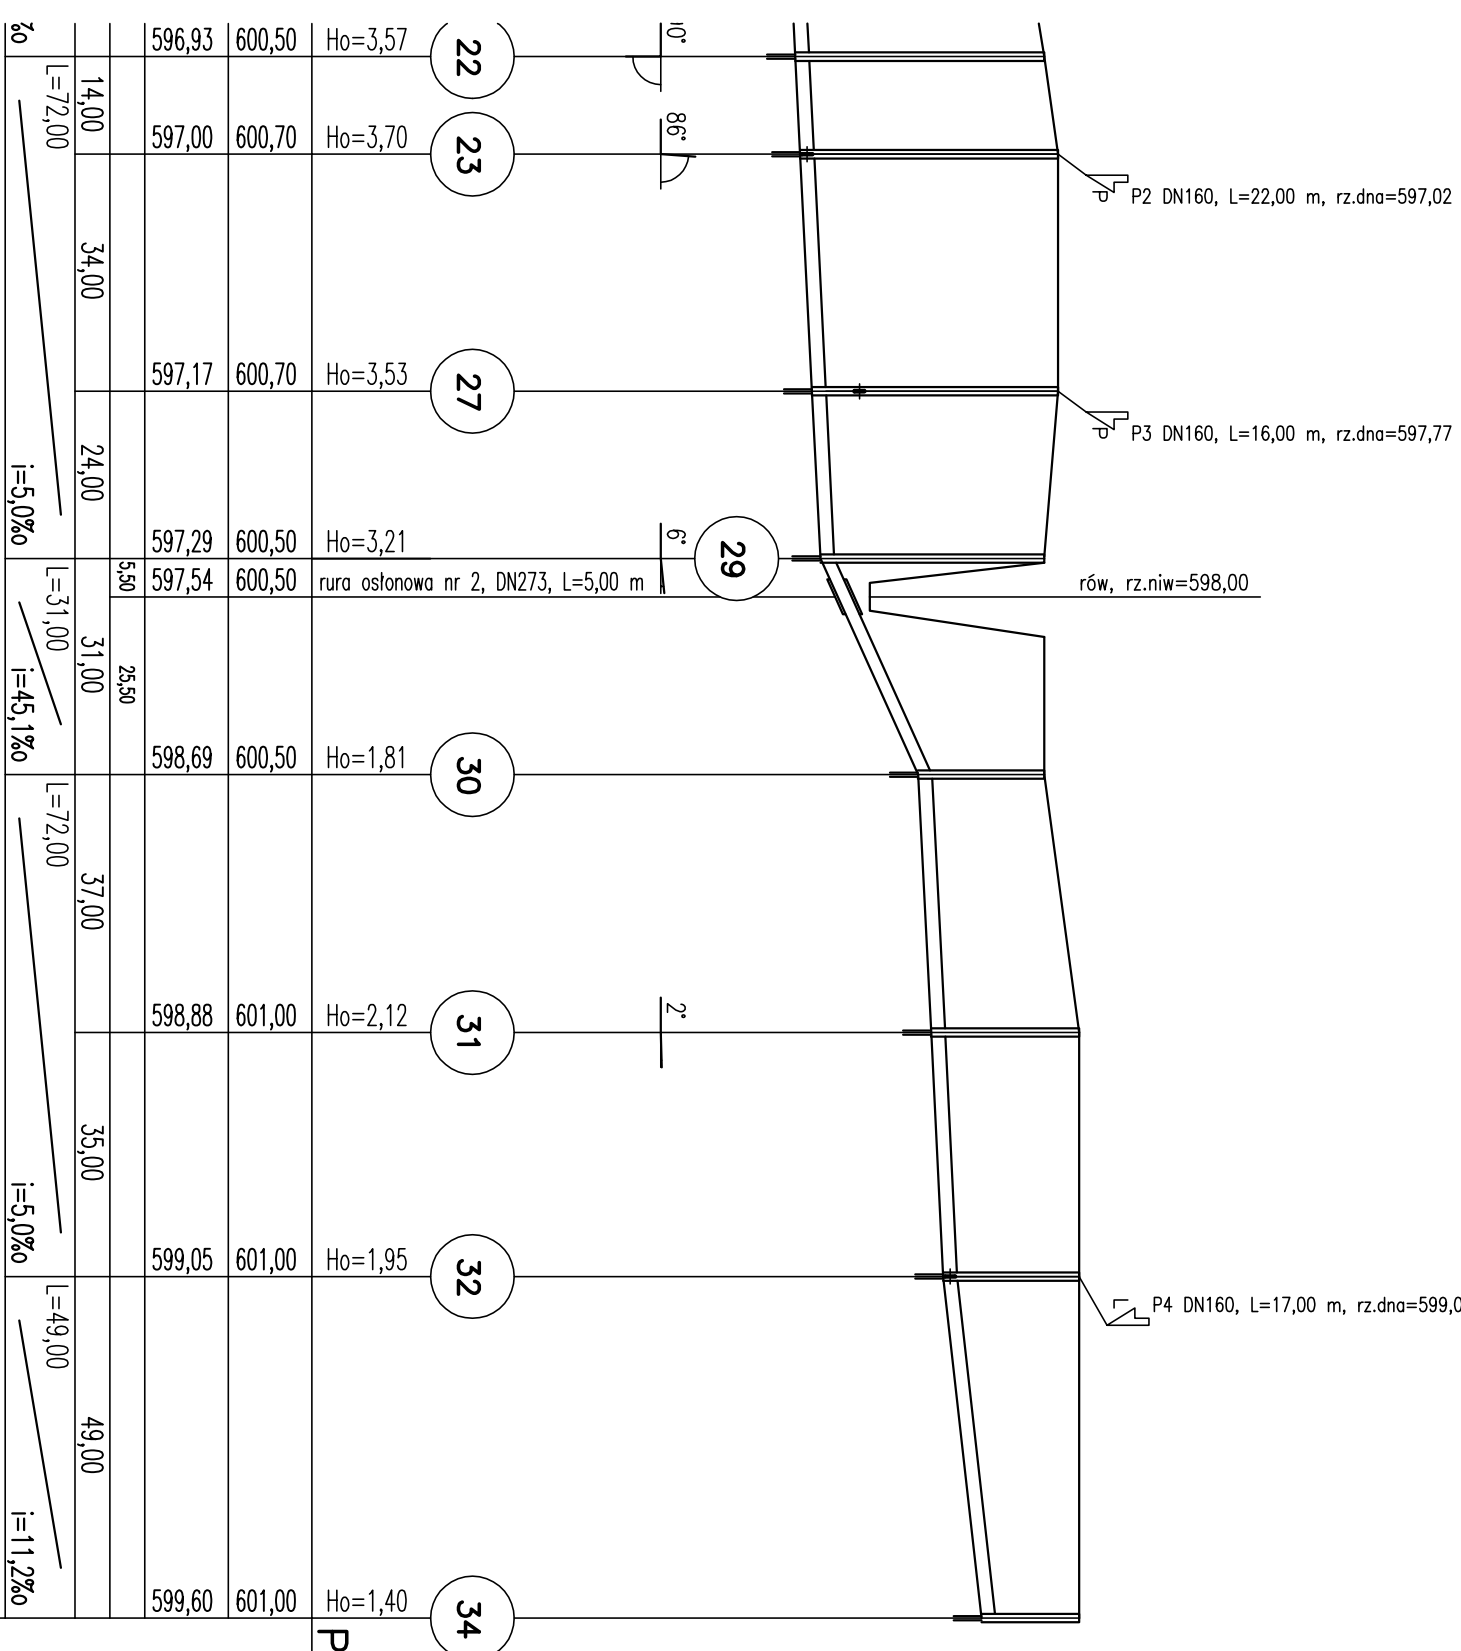 ‰
596,93 600,50 Ho=3,57 22
L=72,00
14,00
597,00 600,70 Ho=3,70 23 86°
P P2 DN160, L=22,00 m, rz.dna=597,02
34,00
597,17 600,70 Ho=3,53 27
P P3 DN160, L=16,00 m, rz.dna=597,77
24,00
i=5,0‰
597,29 600,50 Ho=3,21 6° 29
5,50
597,54 600,50 rura osłonowa nr 2, DN273, L=5,00 m
rów, rz.niw=598,00
L=31,00
31,00
25,50
i=45,1‰
598,69 600,50 Ho=1,81 30
L=72,00
37,00
598,88 601,00 Ho=2,12 31 2°
35,00
i=5,0‰
599,05 601,00 Ho=1,95 32
L P4 DN160, L=17,00 m, rz.dna=599,0
L=49,00
49,00
i=11,2‰
599,60 601,00 Ho=1,40 34
P